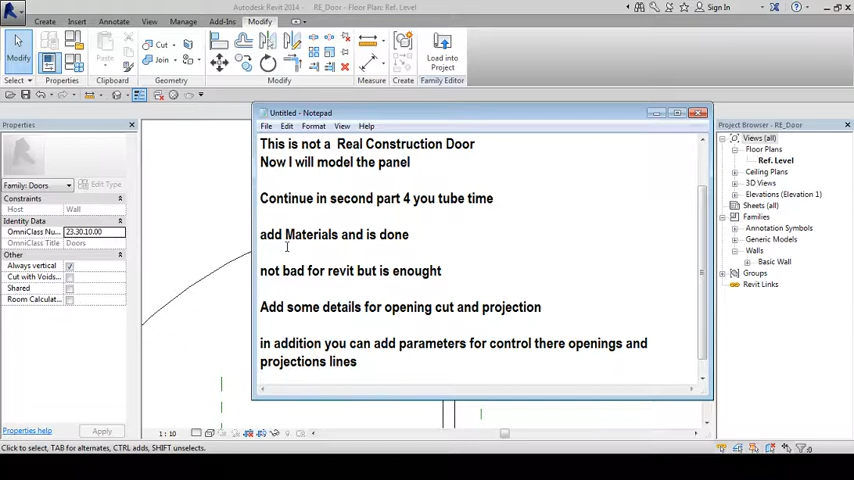 Autodesk Revit 2014 - RE_Door - Floor Plan: Ref. Level
Sign In
Create Insert Annotate View Manage Add-Ins Modify
Modify
Paste
Cut
Join
Load into
Project
Select Properties Clipboard Geometry Modify Measure Create Family Editor
Properties
Family: Doors
Edit Type
Constraints
Host Wall
Identity Data
OmniClass Nu... 23.30.10.00
OmniClass Title Doors
Other
Always vertical
Cut with Voids...
Shared
Room Calculat...
Properties help
Apply
Untitled - Notepad
File Edit Format View Help
This is not a Real Construction Door
Now I will model the panel
Continue in second part 4 you tube time
add Materials and is done
not bad for revit but is enought
Add some details for opening cut and projection
in addition you can add parameters for control there openings and
projections lines
Project Browser - RE_Door
Views (all)
Floor Plans
Ref. Level
Ceiling Plans
3D Views
Elevations (Elevation 1)
Sheets (all)
Families
Annotation Symbols
Generic Models
Walls
Basic Wall
Groups
Revit Links
1 : 10
Click to select, TAB for alternates, CTRL adds, SHIFT unselects.
:0